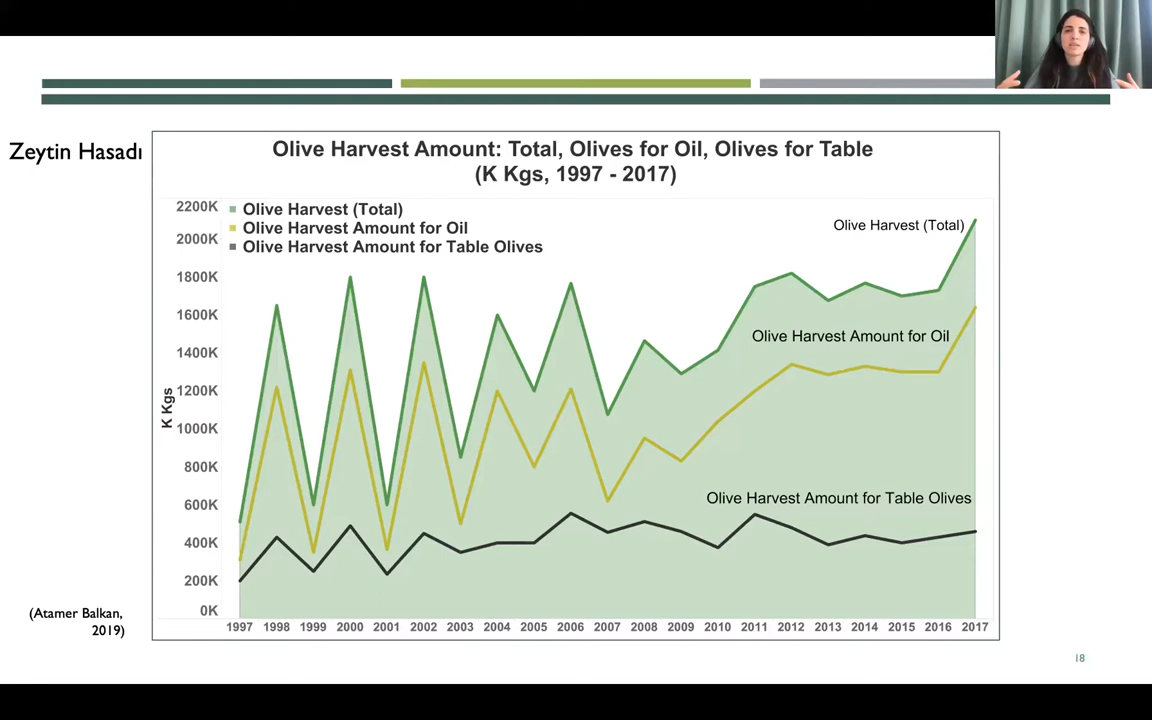 Zeytin Hasadı
Olive Harvest Amount: Total, Olives for Oil, Olives for Table
(K Kgs, 1997 - 2017)
2200K
2000K
1800K
1600K
1400K
1200K
1000K
800K
600K
400K
200K
0K
K Kgs
Olive Harvest (Total)
Olive Harvest Amount for Oil
Olive Harvest Amount for Table Olives
Olive Harvest (Total)
Olive Harvest Amount for Oil
Olive Harvest Amount for Table Olives
1997 1998 1999 2000 2001 2002 2003 2004 2005 2006 2007 2008 2009 2010 2011 2012 2013 2014 2015 2016 2017
(Atamer Balkan,
2019)
18